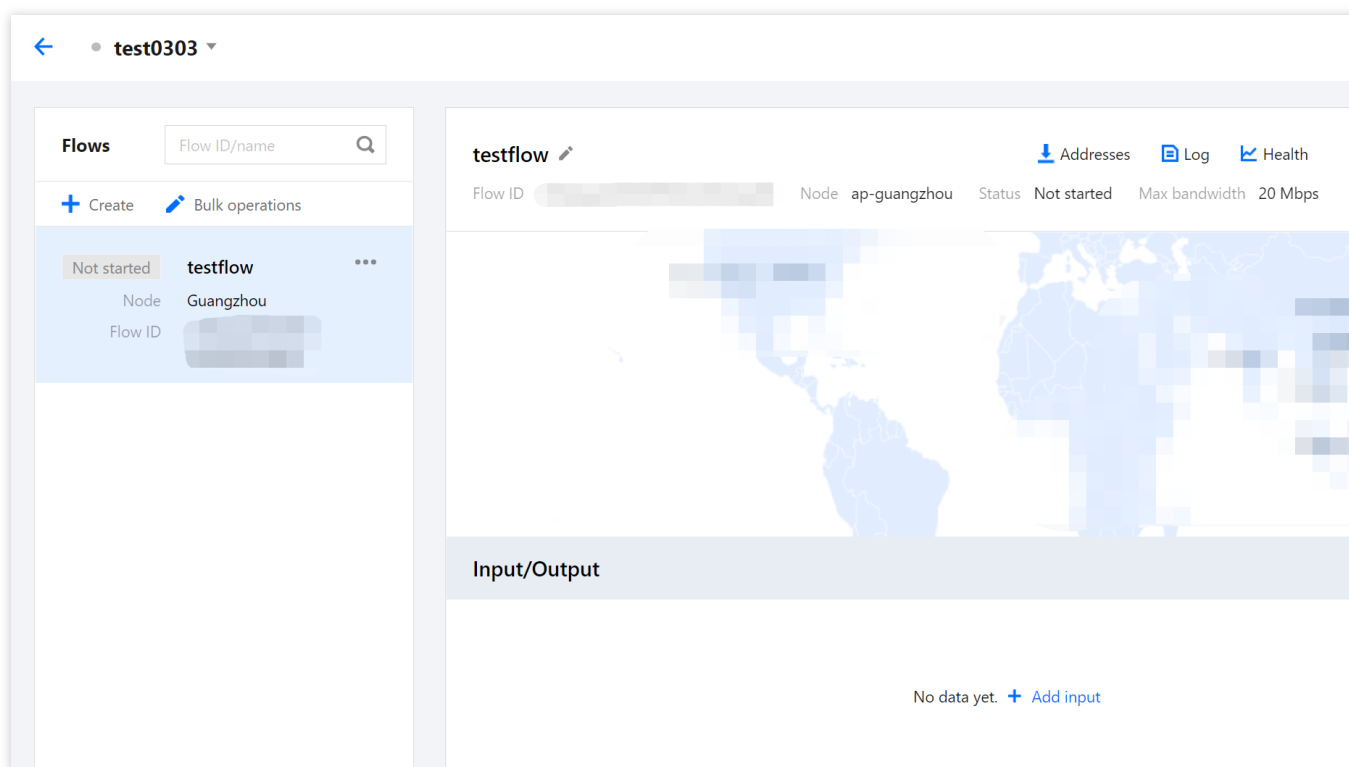 test0303
Flows
Flow ID/name
Create
Bulk operations
Not started testflow
Node Guangzhou
Flow ID
testflow
Addresses
Log
Health
Flow ID
Node ap-guangzhou
Status Not started
Max bandwidth 20 Mbps
Input/Output
No data yet. + Add input